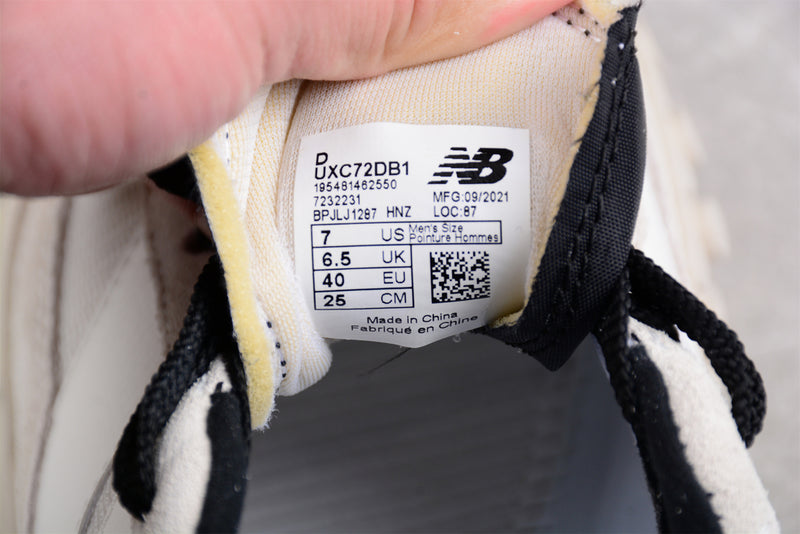 D
UXC72DB1
195481462550
7232231
BPJLJ1287 HNZ
NB
MFG:09/2021
LOC:87
7 US Men's Size
Pointure Hommes
6.5 UK
40 EU
25 CM
Made in China
Fabriqué en Chine